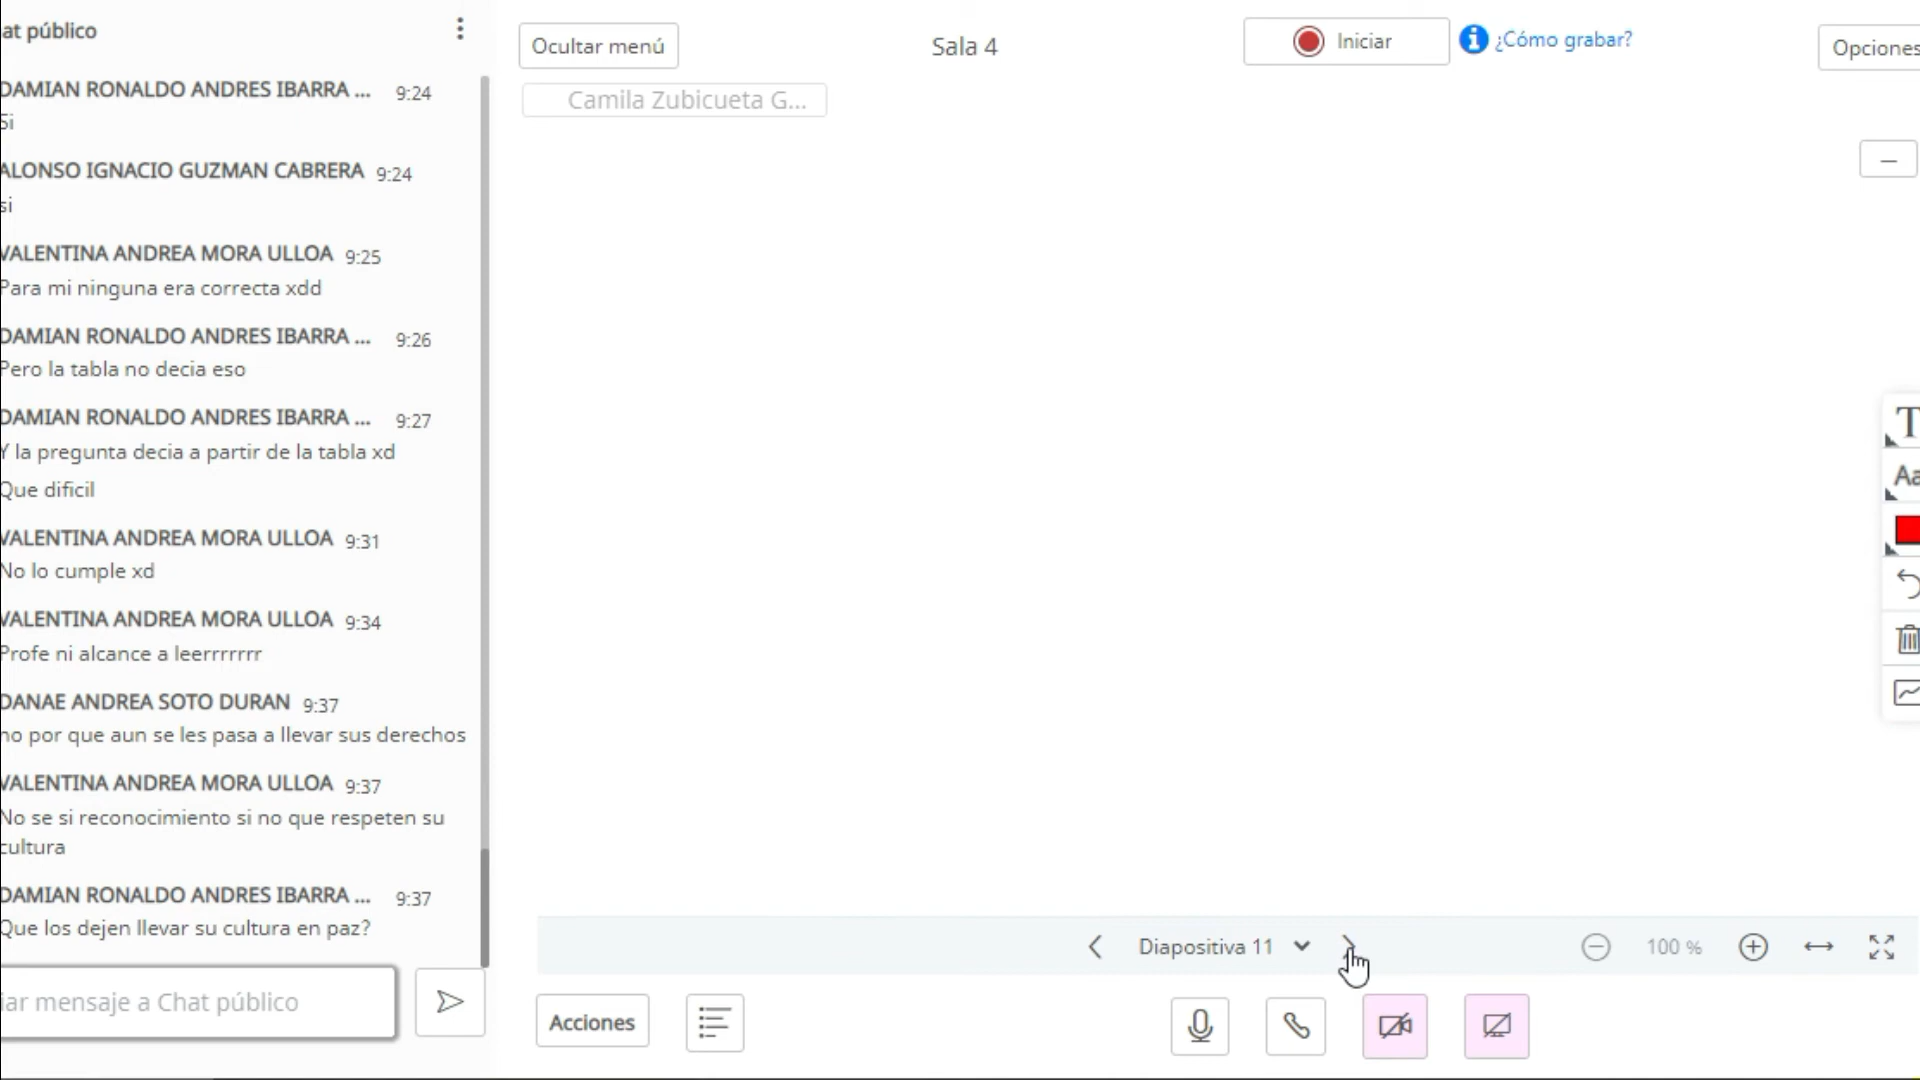 at público
DAMIAN RONALDO ANDRES IBARRA ... 9:24
Si
ALONSO IGNACIO GUZMAN CABRERA 9:24
si
VALENTINA ANDREA MORA ULLOA 9:25
Para mi ninguna era correcta xdd
DAMIAN RONALDO ANDRES IBARRA ... 9:26
Pero la tabla no decia eso
DAMIAN RONALDO ANDRES IBARRA ... 9:27
Y la pregunta decia a partir de la tabla xd
Que dificil
VALENTINA ANDREA MORA ULLOA 9:31
No lo cumple xd
VALENTINA ANDREA MORA ULLOA 9:34
Profe ni alcance a leerrrrrrr
DANAE ANDREA SOTO DURAN 9:37
no por que aun se les pasa a llevar sus derechos
VALENTINA ANDREA MORA ULLOA 9:37
No se si reconocimiento si no que respeten su
cultura
DAMIAN RONALDO ANDRES IBARRA ... 9:37
Que los dejen llevar su cultura en paz?
iar mensaje a Chat público
Ocultar menú
Sala 4
Iniciar
¿Cómo grabar?
Opciones
Camila Zubicueta G...
T
Aa
Diapositiva 11
100 %
Acciones